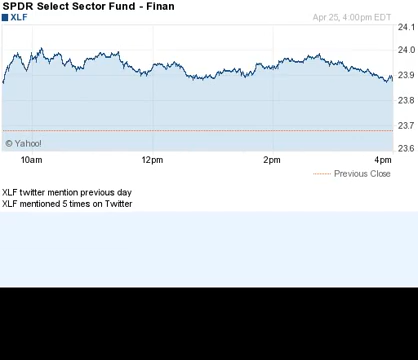 SPDR Select Sector Fund - Finan
XLF Apr 25, 4:00pm EDT
24.1
24.0
23.9
23.8
23.7
23.6
© Yahoo!
10am 12pm 2pm 4pm
Previous Close
XLF twitter mention previous day
XLF mentioned 5 times on Twitter